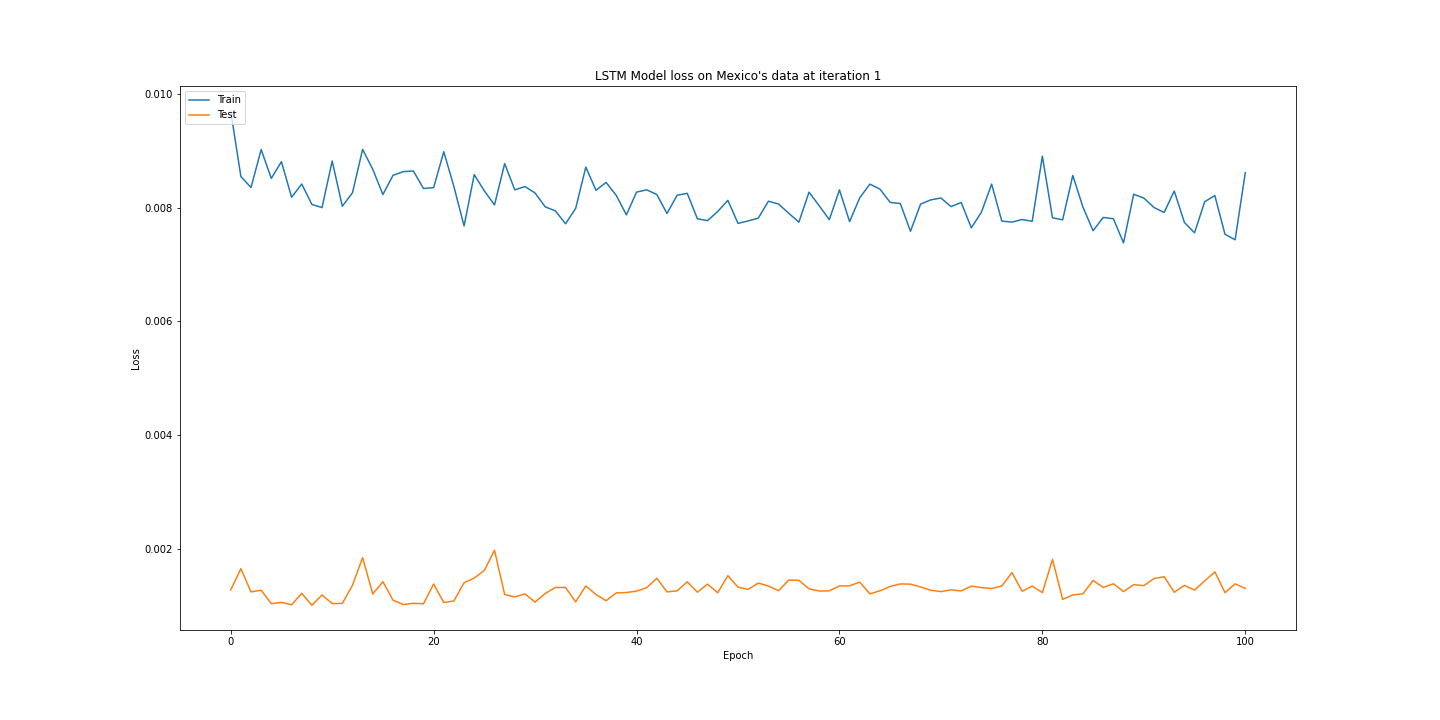 LSTM Model loss on Mexico's data at iteration 1
Train
Test
0.010
0.008
0.006
0.004
0.002
Loss
0 20 40 60 80 100
Epoch